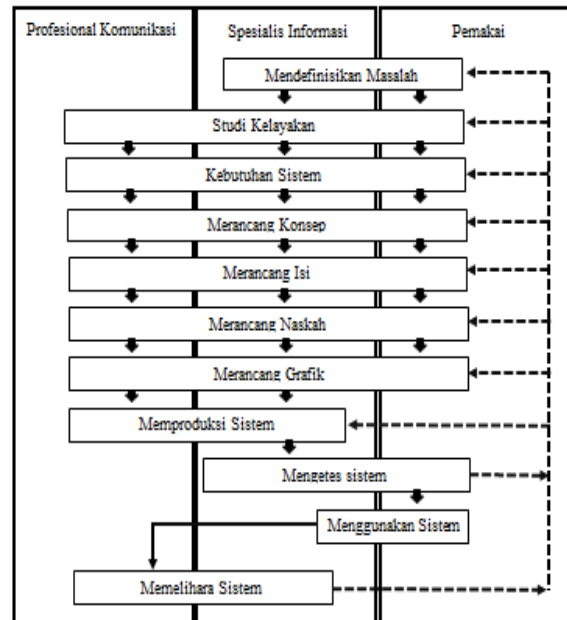 Profesional Komunikasi
Spesialis Informasi
Pemakai
Mendefinisikan Masalah
Studi Kelayakan
Kebutuhan Sistem
Merancang Konsep
Merancang Isi
Merancang Naskah
Merancang Grafik
Memproduksi Sistem
Mengetes sistem
Menggunakan Sistem
Memelihara Sistem